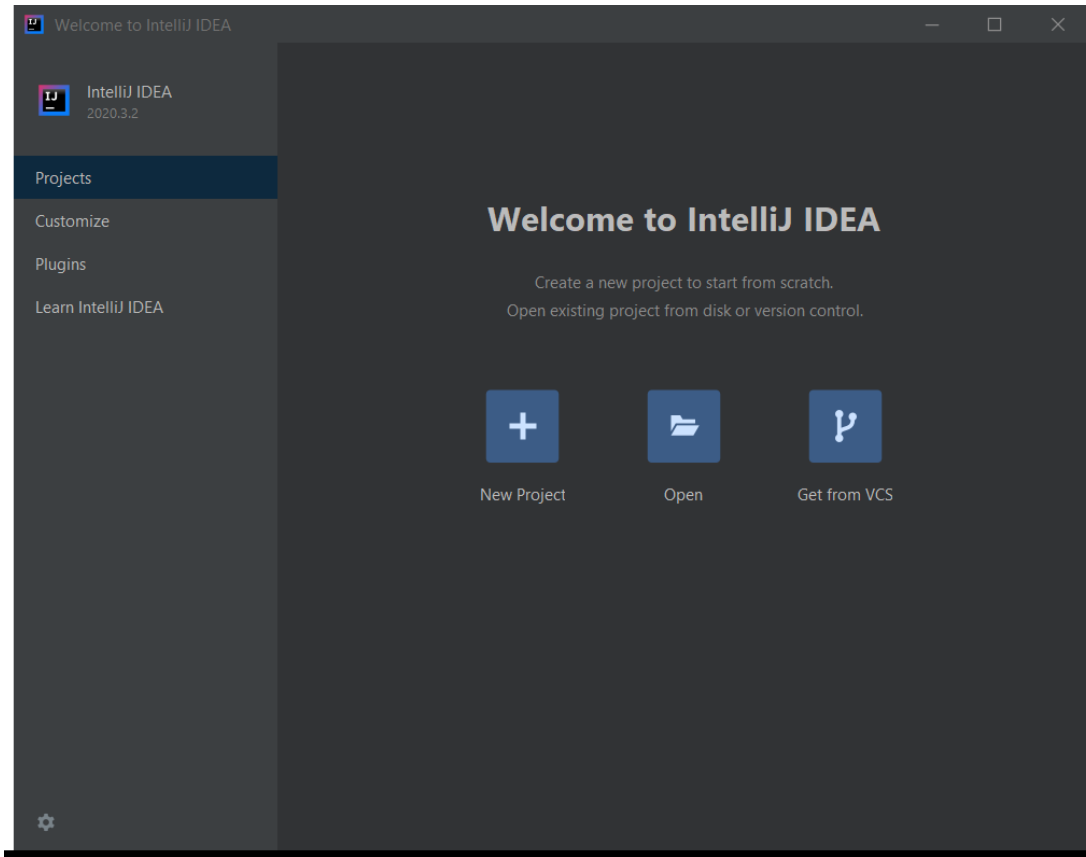 Welcome to IntelliJ IDEA
IJ
IntelliJ IDEA
2020.3.2
Projects
Customize
Plugins
Learn IntelliJ IDEA
Welcome to IntelliJ IDEA
Create a new project to start from scratch.
Open existing project from disk or version control.
New Project
Open
Get from VCS